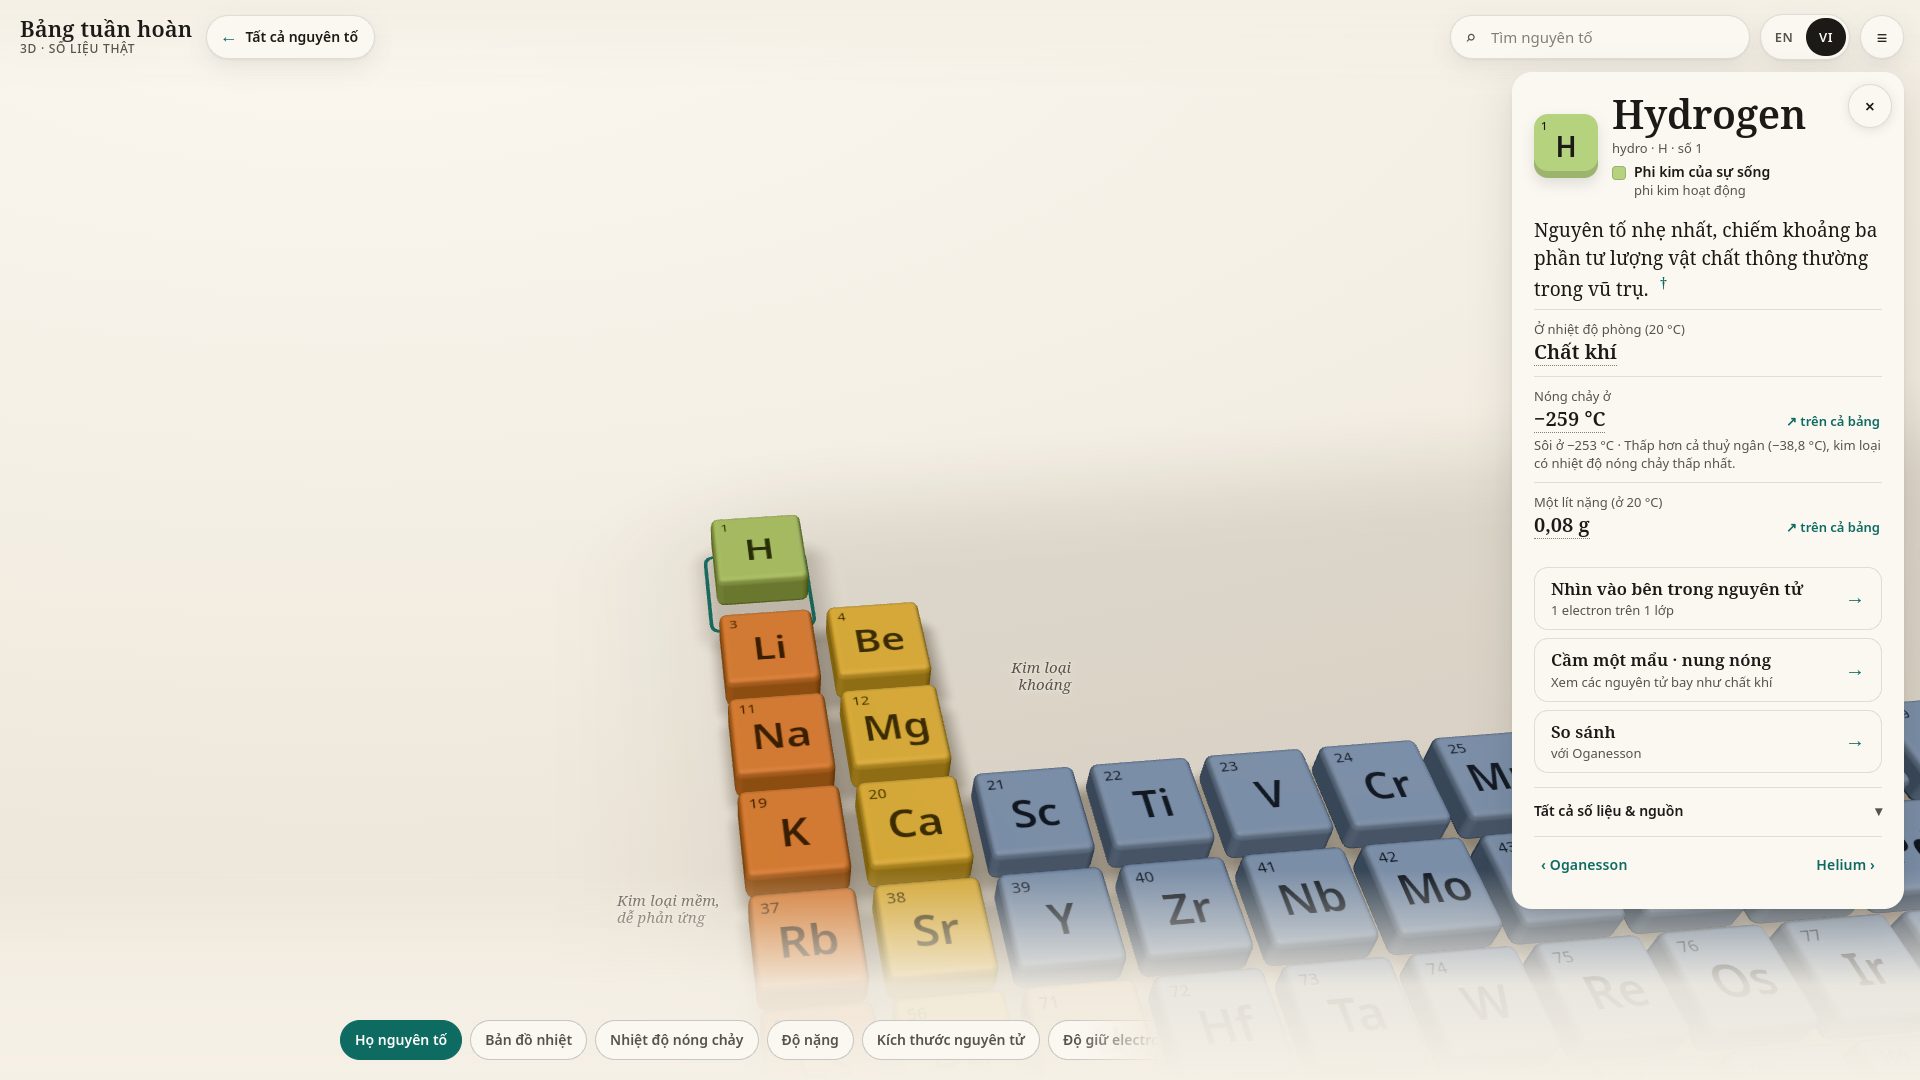 Bảng tuần hoàn
3D · SỐ LIỆU THẬT
← Tất cả nguyên tố
Tìm nguyên tố
EN
VI
≡
×
1
H
Hydrogen
hydro · H · số 1
Phi kim của sự sống
phi kim hoạt động
Nguyên tố nhẹ nhất, chiếm khoảng ba
phần tư lượng vật chất thông thường
trong vũ trụ. †
Ở nhiệt độ phòng (20 °C)
Chất khí
Nóng chảy ở
−259 °C
↗ trên cả bảng
Sôi ở −253 °C · Thấp hơn cả thuỷ ngân (−38,8 °C), kim loại
có nhiệt độ nóng chảy thấp nhất.
Một lít nặng (ở 20 °C)
0,08 g
↗ trên cả bảng
Nhìn vào bên trong nguyên tử
1 electron trên 1 lớp
→
Cầm một mẩu · nung nóng
Xem các nguyên tử bay như chất khí
→
So sánh
với Oganesson
→
Tất cả số liệu & nguồn ▾
‹ Oganesson
Helium ›
1
H
3
Li
4
Be
Kim loại
khoáng
11
Na
12
Mg
19
K
20
Ca
21
Sc
22
Ti
23
V
24
Cr
25
Kim loại mềm,
dễ phản ứng
37
Rb
38
Sr
39
Y
40
Zr
41
Nb
42
Mo
43
56
71
72
Hf
73
Ta
74
W
75
Re
76
Os
77
Ir
Họ nguyên tố
Bản đồ nhiệt
Nhiệt độ nóng chảy
Độ nặng
Kích thước nguyên tử
Độ giữ electro